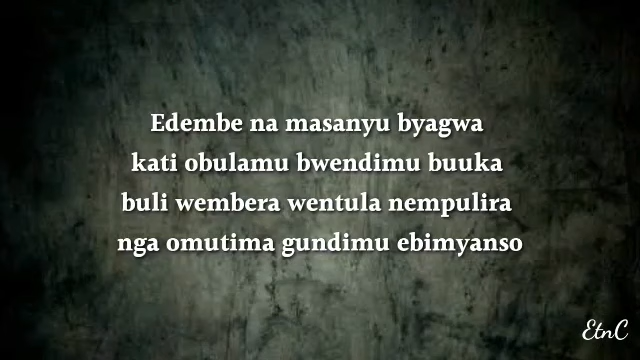 Edembe na masanyu byagwa
kati obulamu bwendimu buuka
buli wembera wentula nempulira
nga omutima gundimu ebimyanso
EtnC